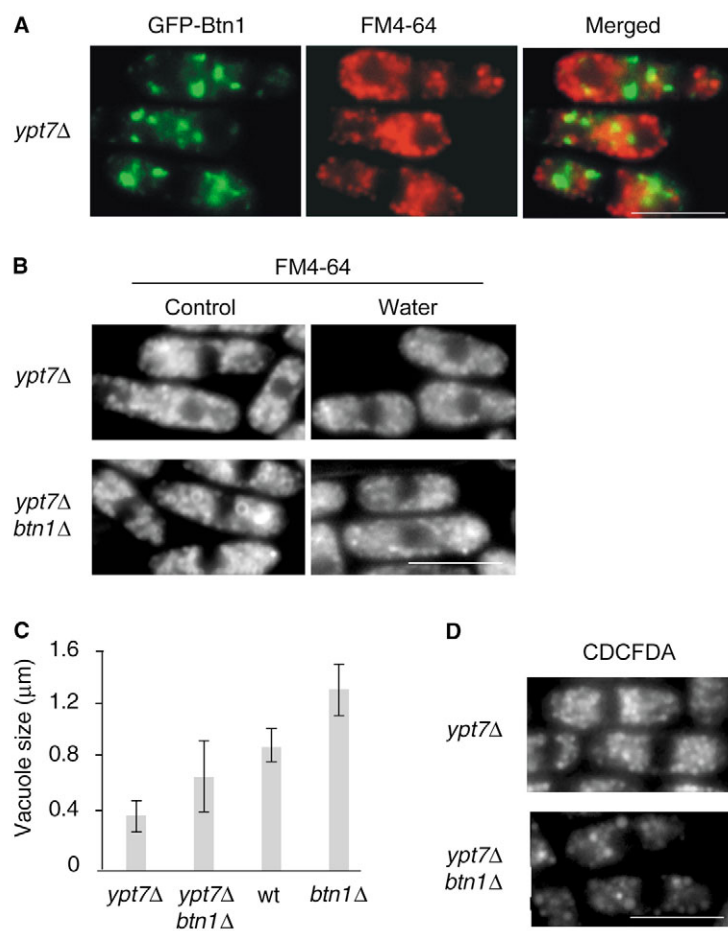 A
GFP-Btn1 FM4-64 Merged
ypt7Δ
B
FM4-64
Control Water
ypt7Δ
ypt7Δ
btn1Δ
C
Vacuole size (μm)
1.6
1.2
0.8
0.4
0
ypt7Δ ypt7Δ wt btn1Δ
btn1Δ
D
CDCFDA
ypt7Δ
ypt7Δ
btn1Δ